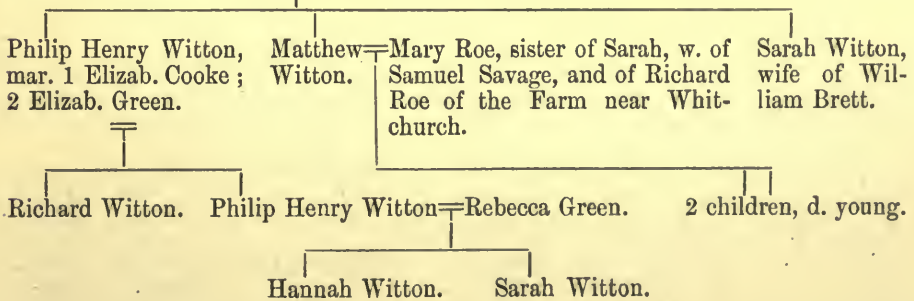 Philip Henry Witton,
mar. 1 Elizab. Cooke ;
2 Elizab. Green.
Matthew
Witton.
Mary Roe, sister of Sarah, w. of
Samuel Savage, and of Richard
Roe of the Farm near Whit-
church.
Sarah Witton,
wife of Wil-
liam Brett.
Richard Witton.
Philip Henry Witton=Rebecca Green.
2 children, d. young.
Hannah Witton.
Sarah Witton.